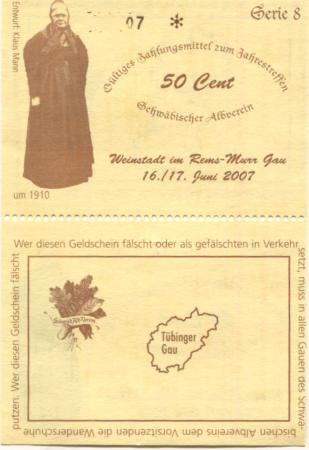 Entwurf: Klaus Mann
07 *
Serie 8
Gültiges Zahlungsmittel zum Jahrestreffen
50 Cent
Schwäbischer Albverein
Weinstadt im Rems-Murr Gau
16./17. Juni 2007
um 1910
Wer diesen Geldschein fälscht oder als gefälschten in Verkehr
setzt, muss in allen Gauen des Schwä-
bischen Albvereins dem Vorsitzenden die Wanderschuhe
putzen. Wer diesen Geldschein fälscht
Tübinger
Gau